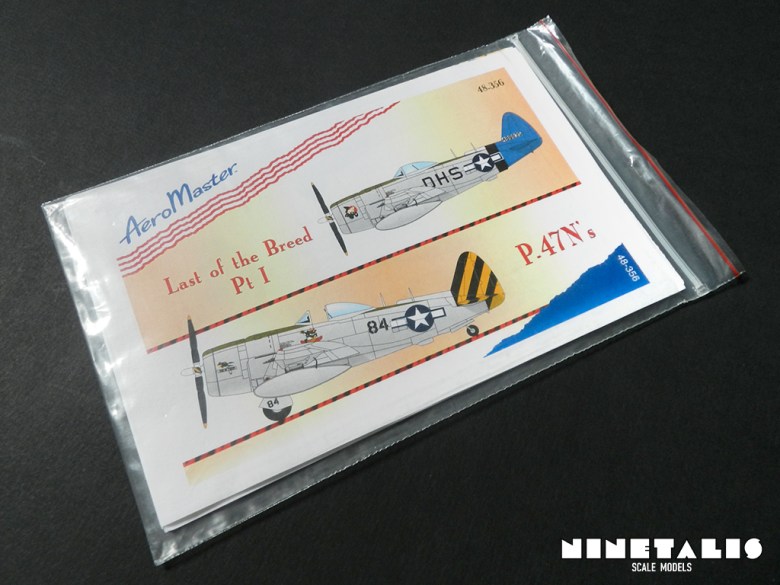 48-356
AeroMaster
Last of the Breed
Pt I
P.47N's
48-356
DHS
84
84
NINETALIS
SCALE MODELS